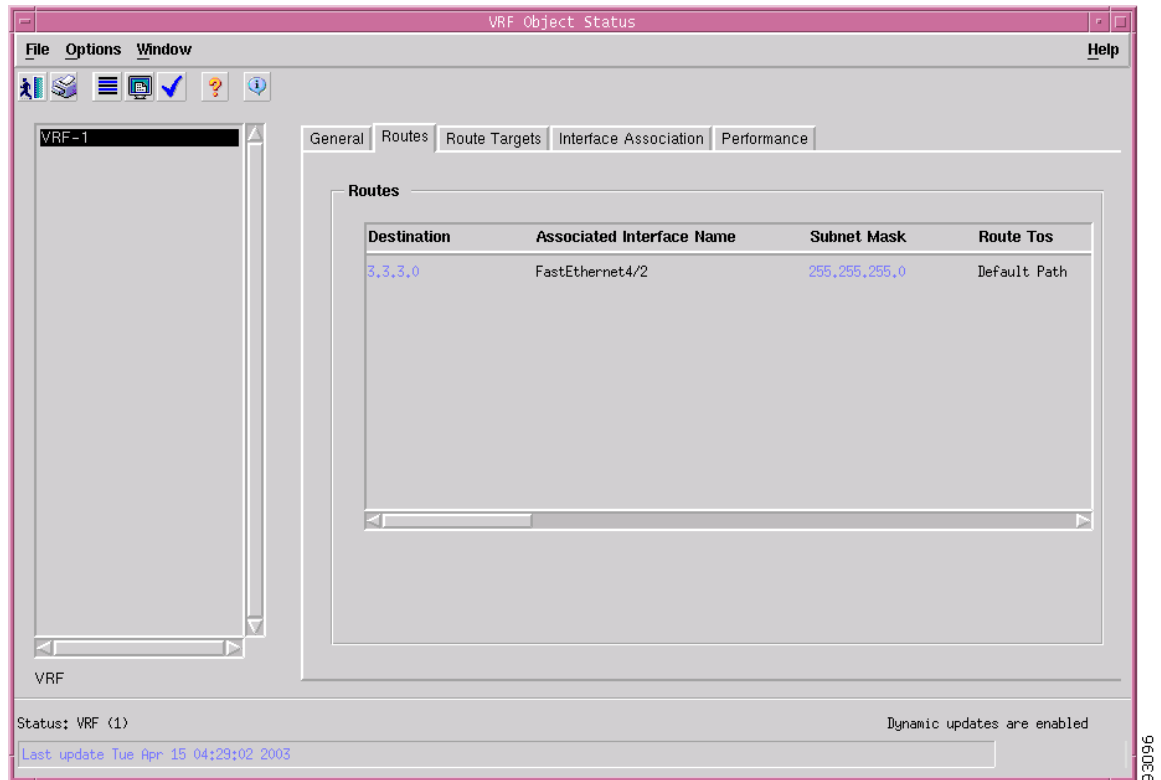 VRF Object Status
File Options Window Help
VRF-1
General Routes Route Targets Interface Association Performance
Routes
Destination Associated Interface Name Subnet Mask Route Tos
3.3.3.0 FastEthernet4/2 255.255.255.0 Default Path
VRF
Status: VRF (1) Dynamic updates are enabled
Last update Tue Apr 15 04:29:02 2003
93096